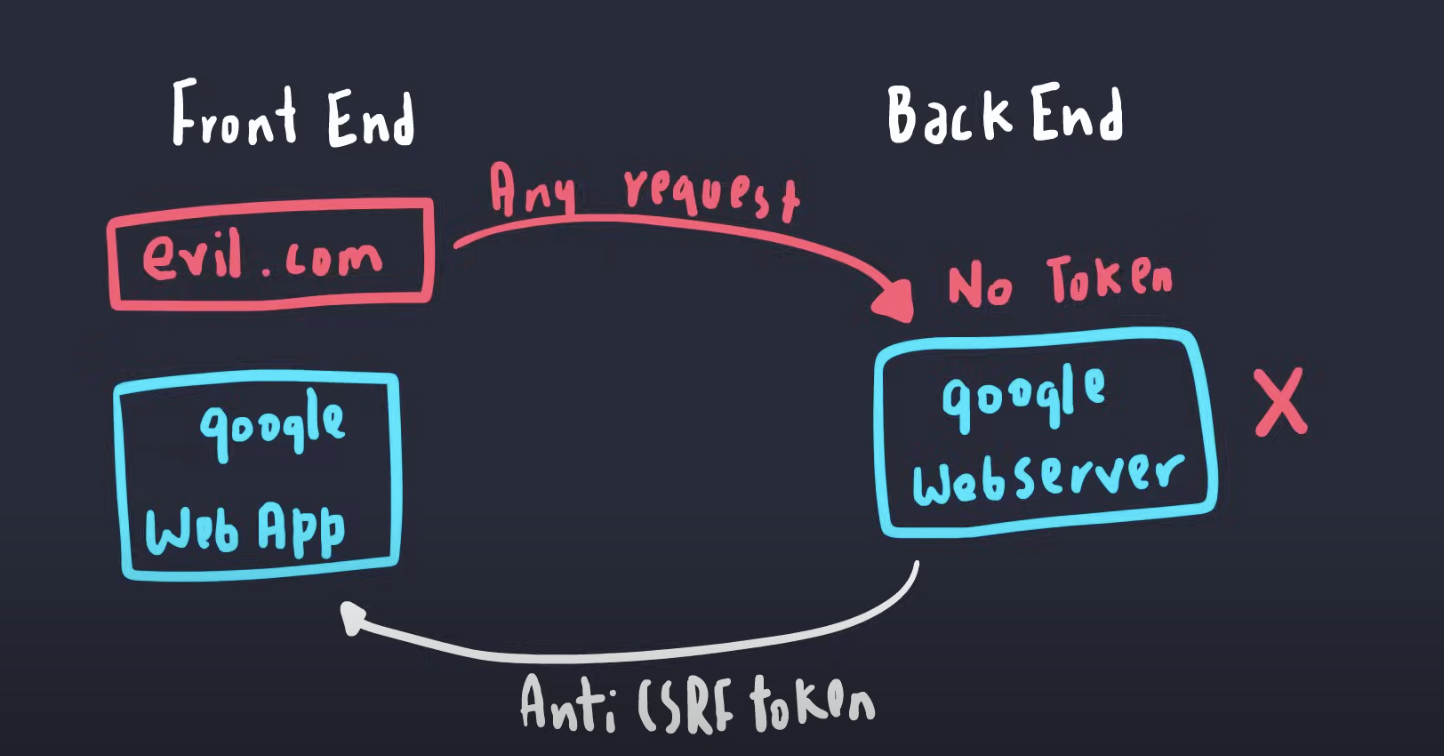 Front End
Back End
Any request
evil.com
No Token
google
Web App
google
Webserver
X
Anti CSRF token